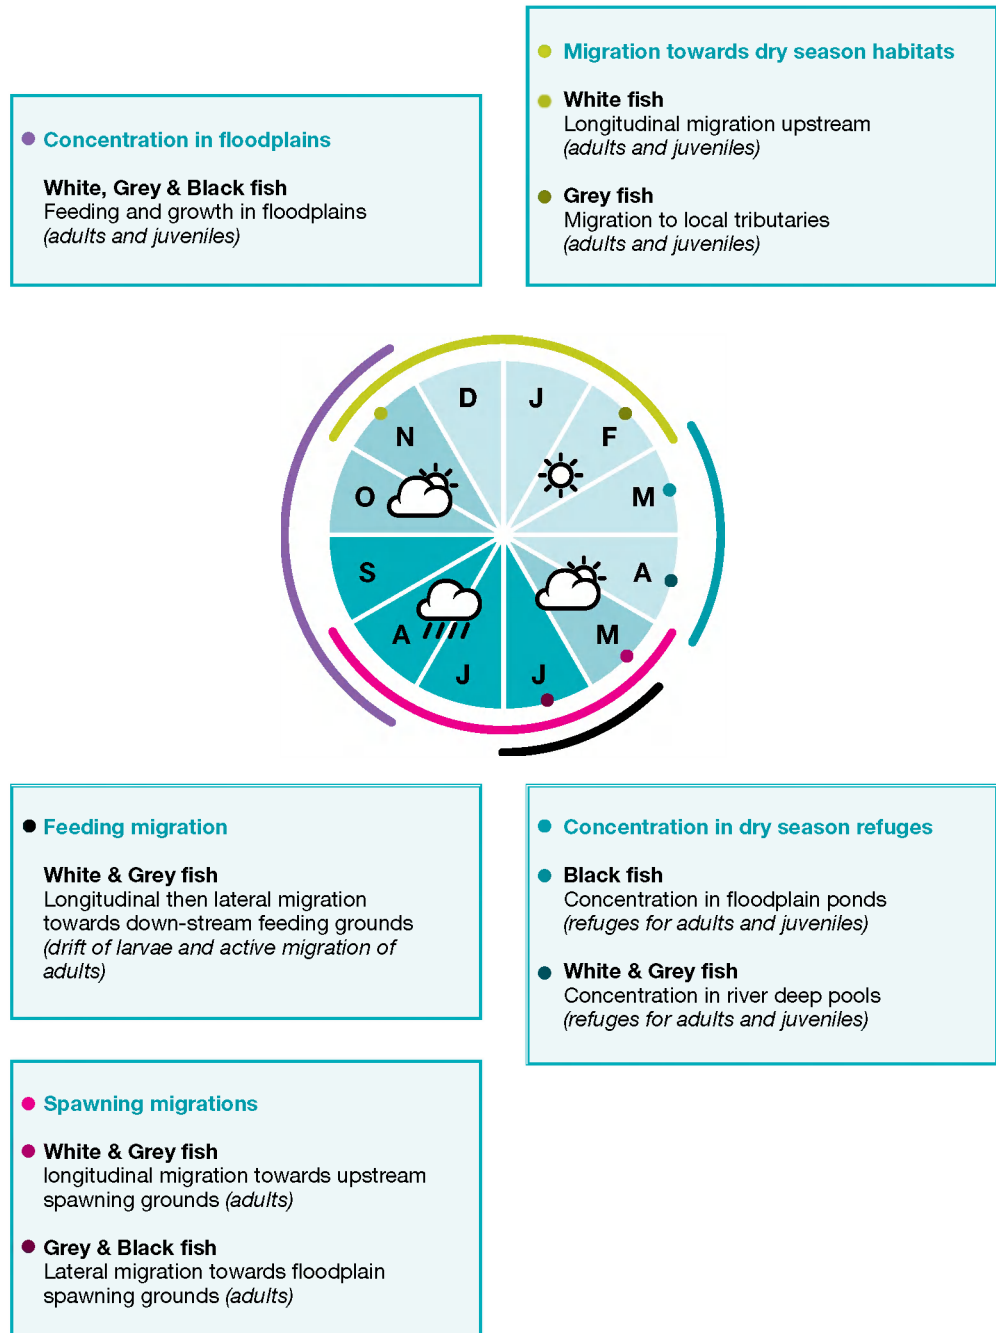 Migration towards dry season habitats
White fish
Longitudinal migration upstream
(adults and juveniles)
Grey fish
Migration to local tributaries
(adults and juveniles)
Concentration in floodplains
White, Grey & Black fish
Feeding and growth in floodplains
(adults and juveniles)
D
J
N
F
O
M
S
A
A
M
J
J
Feeding migration
White & Grey fish
Longitudinal then lateral migration
towards down-stream feeding grounds
(drift of larvae and active migration of
adults)
Concentration in dry season refuges
Black fish
Concentration in floodplain ponds
(refuges for adults and juveniles)
White & Grey fish
Concentration in river deep pools
(refuges for adults and juveniles)
Spawning migrations
White & Grey fish
longitudinal migration towards upstream
spawning grounds (adults)
Grey & Black fish
Lateral migration towards floodplain
spawning grounds (adults)